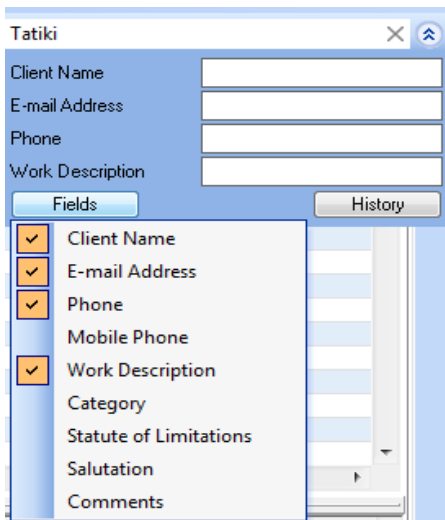 Tatiki
Client Name
E-mail Address
Phone
Work Description
Fields History
Client Name
E-mail Address
Phone
Mobile Phone
Work Description
Category
Statute of Limitations
Salutation
Comments